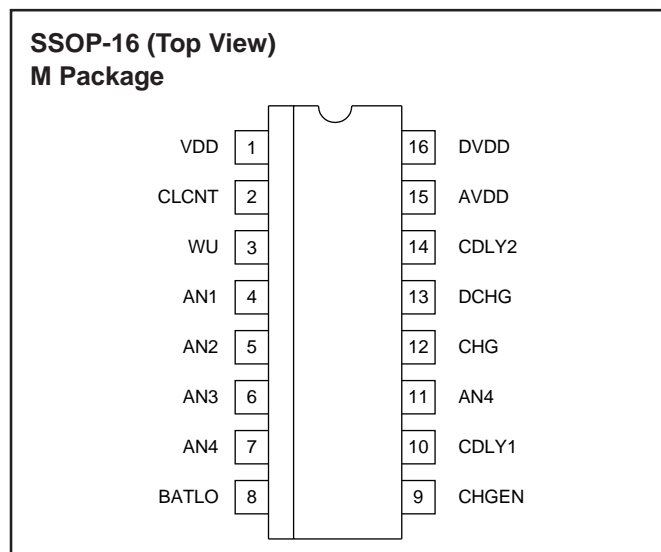 SSOP-16 (Top View)
M Package
VDD 1 16 DVDD
CLCNT 2 15 AVDD
WU 3 14 CDLY2
AN1 4 13 DCHG
AN2 5 12 CHG
AN3 6 11 AN4
AN4 7 10 CDLY1
BATLO 8 9 CHGEN